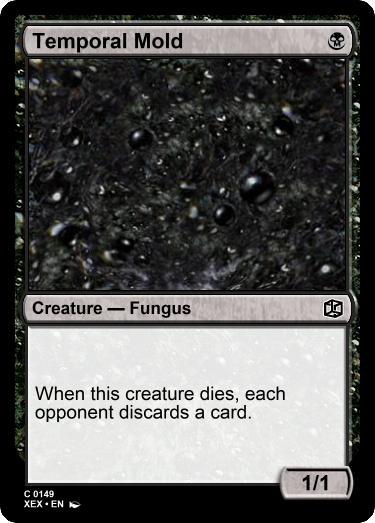 Temporal Mold
Creature — Fungus
When this creature dies, each
opponent discards a card.
1/1
C 0149
XEX • EN